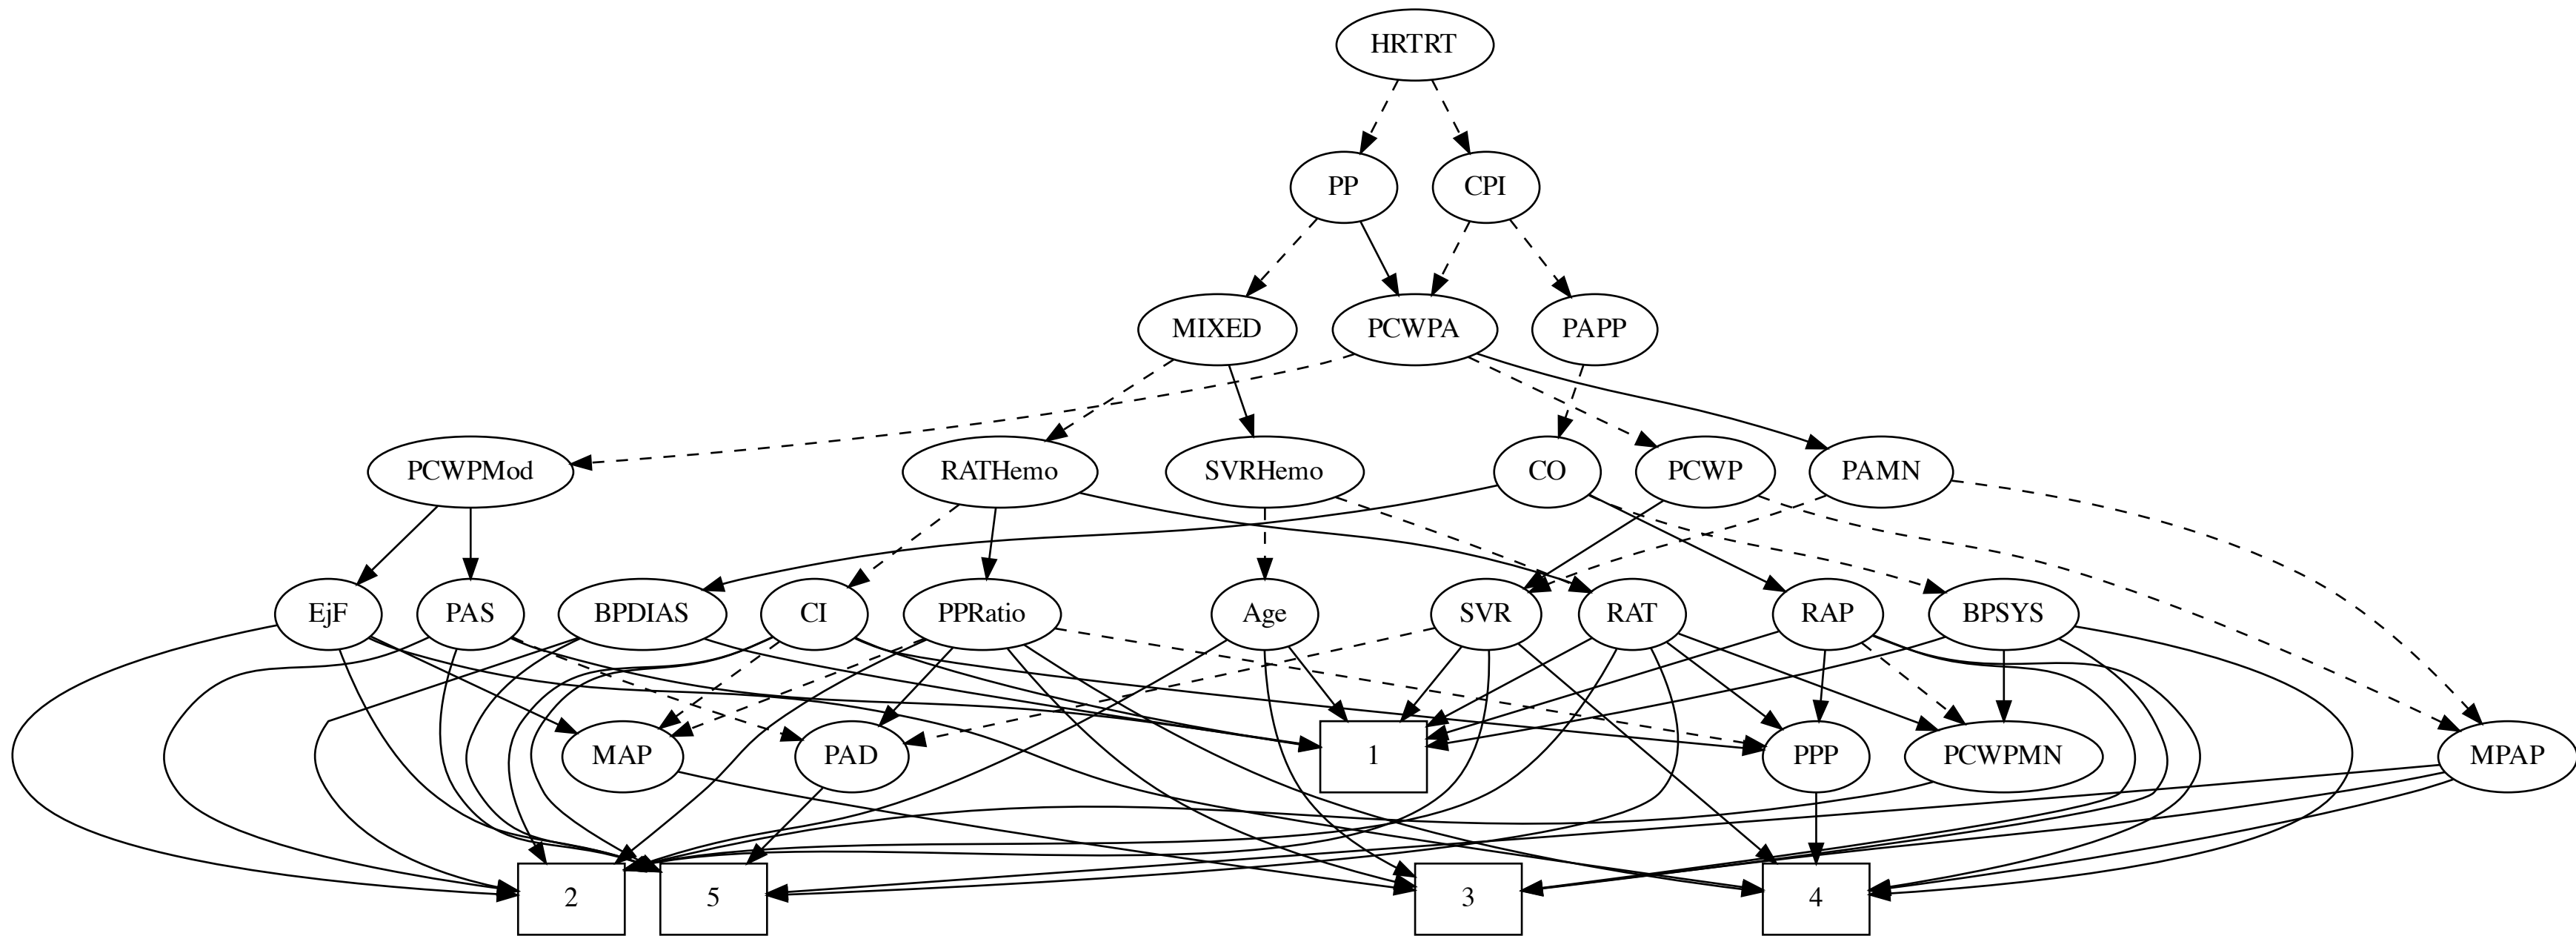 HRTRT
PP
CPI
MIXED
PCWPA
PAPP
PCWPMod
RATHemo
SVRHemo
CO
PCWP
PAMN
EjF
PAS
BPDIAS
CI
PPRatio
Age
SVR
RAT
RAP
BPSYS
MAP
PAD
1
PPP
PCWPMN
MPAP
2
5
3
4